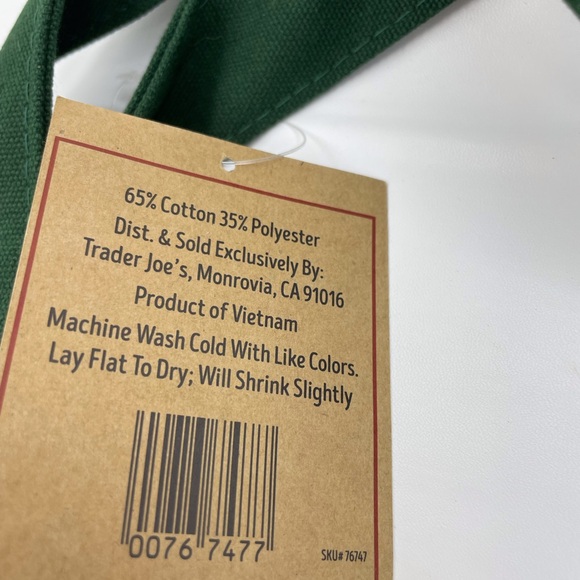 65% Cotton 35% Polyester
Dist. & Sold Exclusively By:
Trader Joe's, Monrovia, CA 91016
Product of Vietnam
Machine Wash Cold With Like Colors.
Lay Flat To Dry; Will Shrink Slightly
0076 7477
SKU# 76747